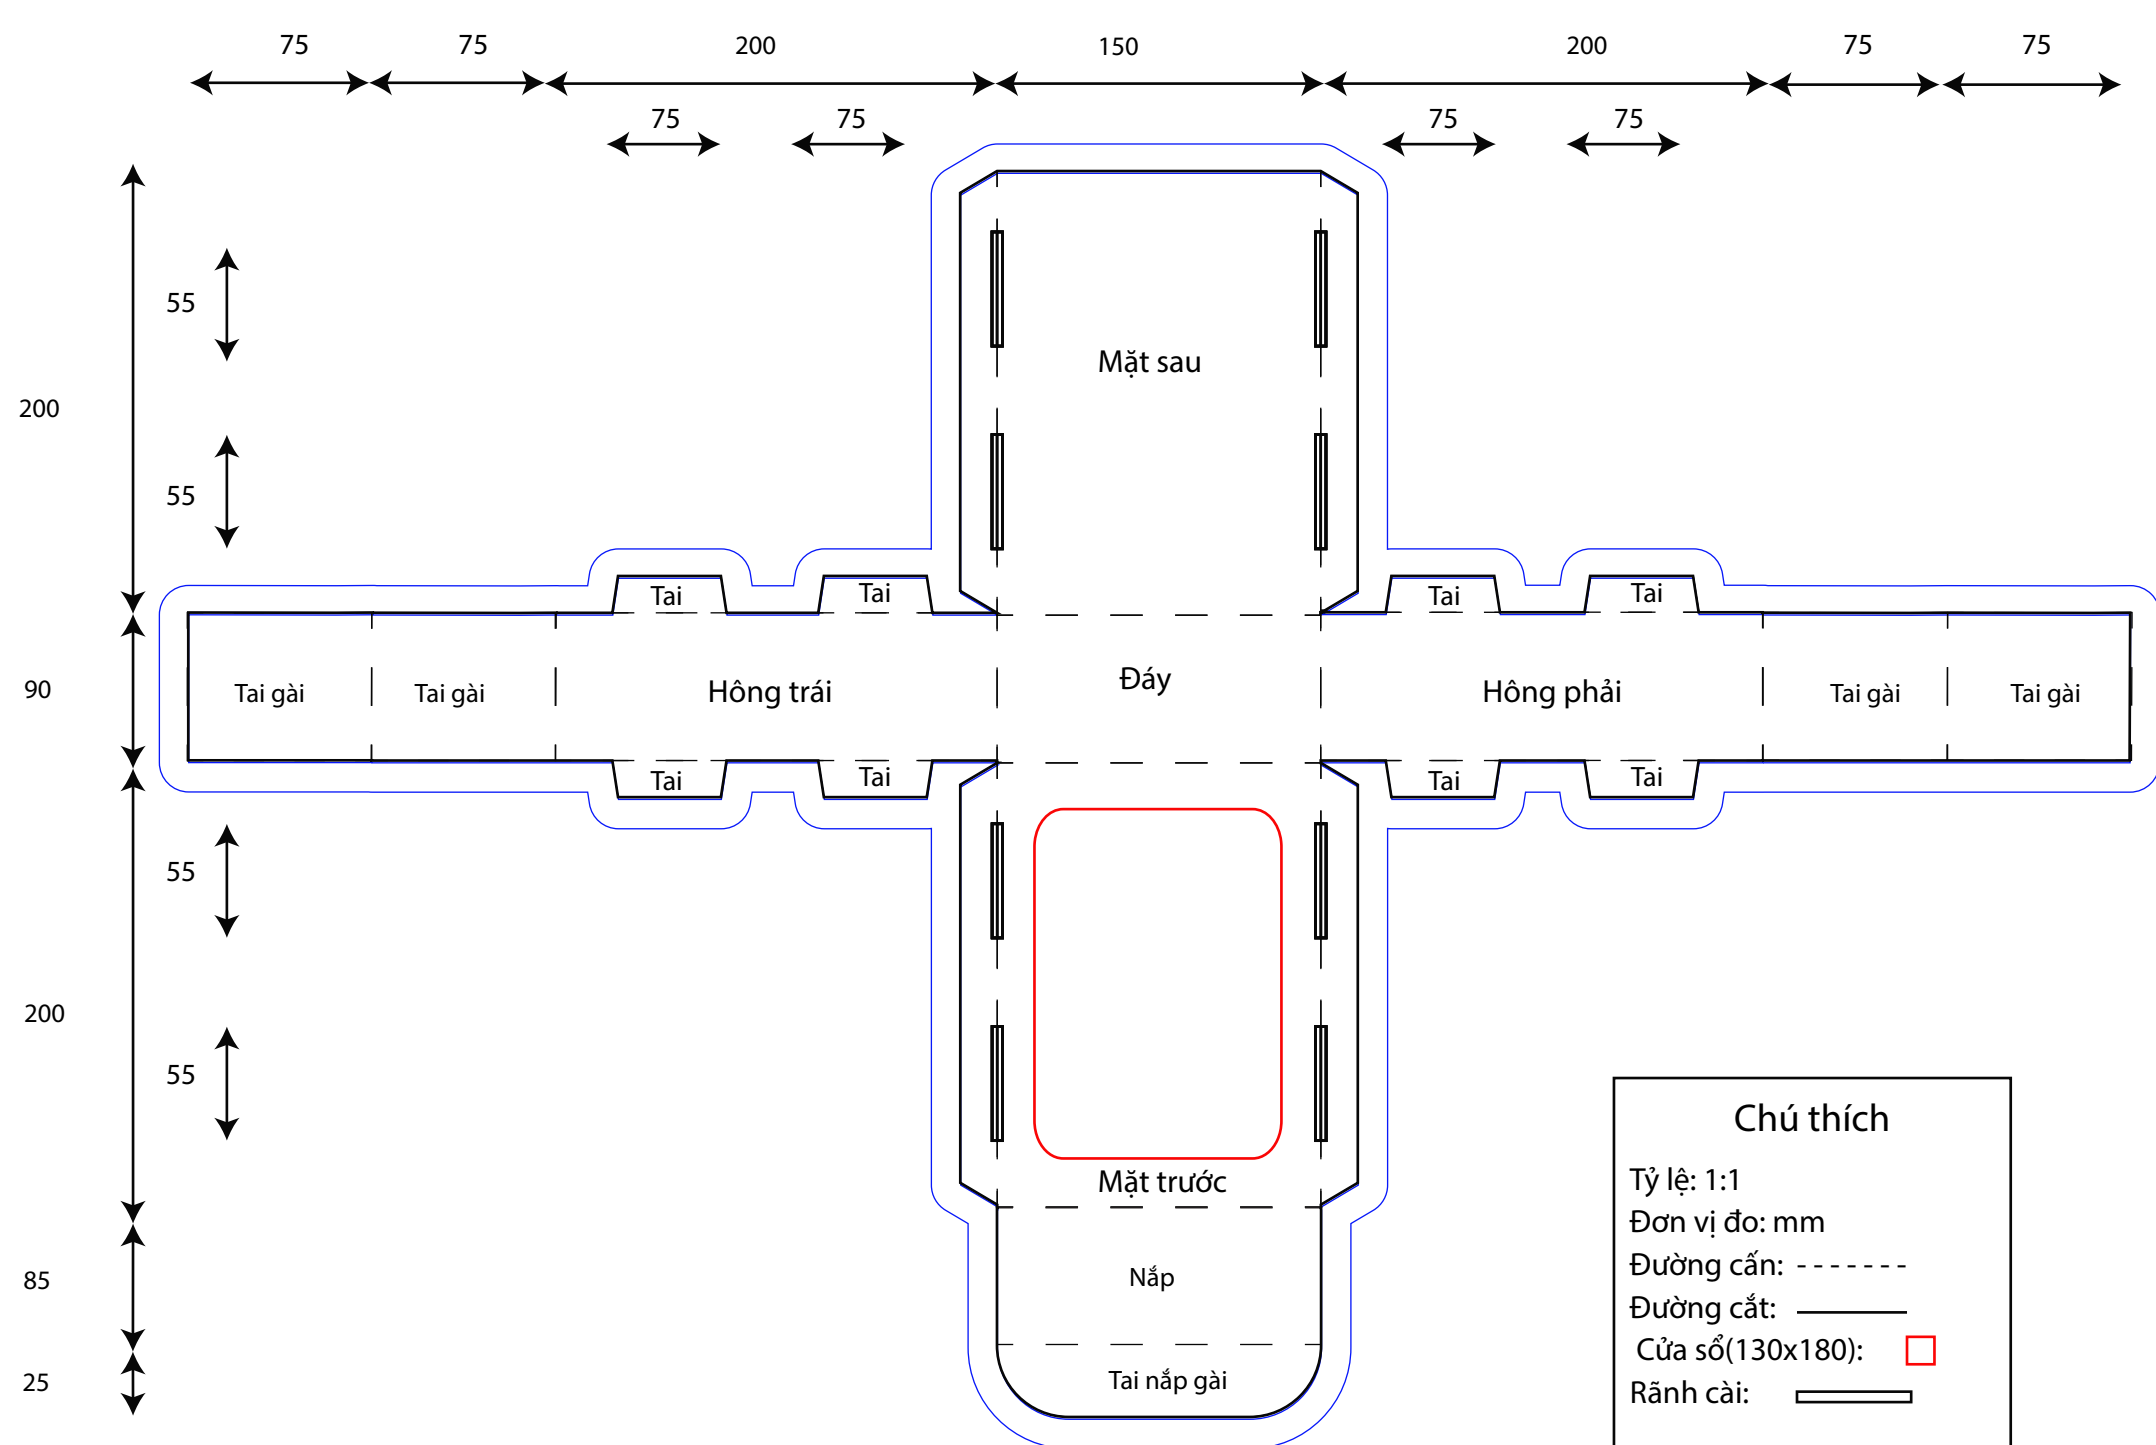 75 75 200 150 200 75 75
75 75 75 75
55
Mặt sau
200
55
Tai Tai Tai Tai
Đáy
90
Tai gài Tai gài Hông trái Hông phải Tai gài Tai gài
Tai Tai Tai Tai
55
200
55
Mặt trước
85
Nắp
25
Tai nắp gài
Chú thích
Tỷ lệ: 1:1
Đơn vị đo: mm
Đường cấn:
Đường cắt:
Cửa sổ(130x180):
Rãnh cài: